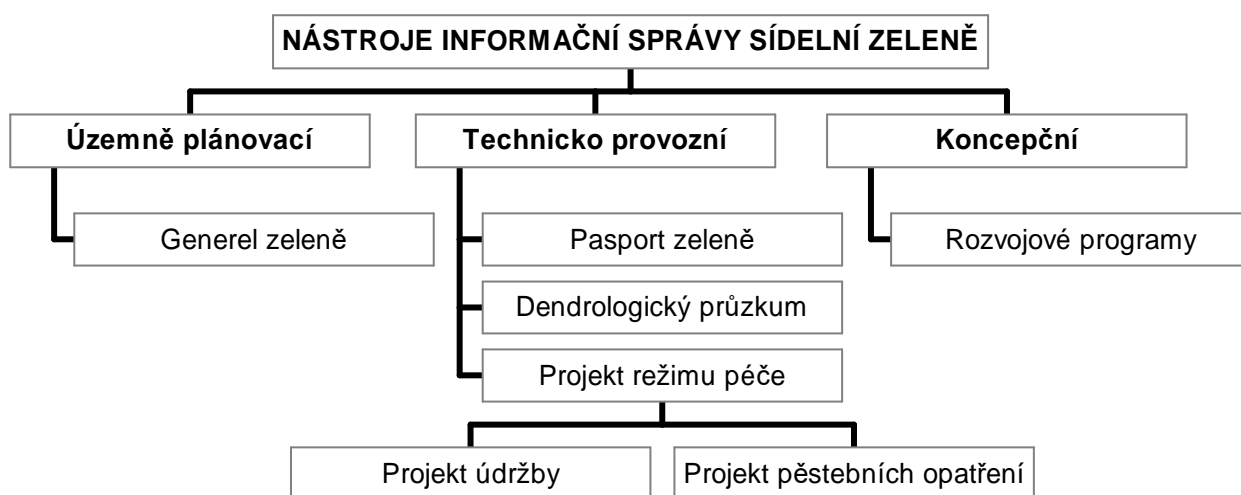 NÁSTROJE INFORMAČNÍ SPRÁVY SÍDELNÍ ZELENĚ
Územně plánovací
Technicko provozní
Koncepční
Generel zeleně
Pasport zeleně
Rozvojové programy
Dendrologický průzkum
Projekt režimu péče
Projekt údržby
Projekt pěstebních opatření